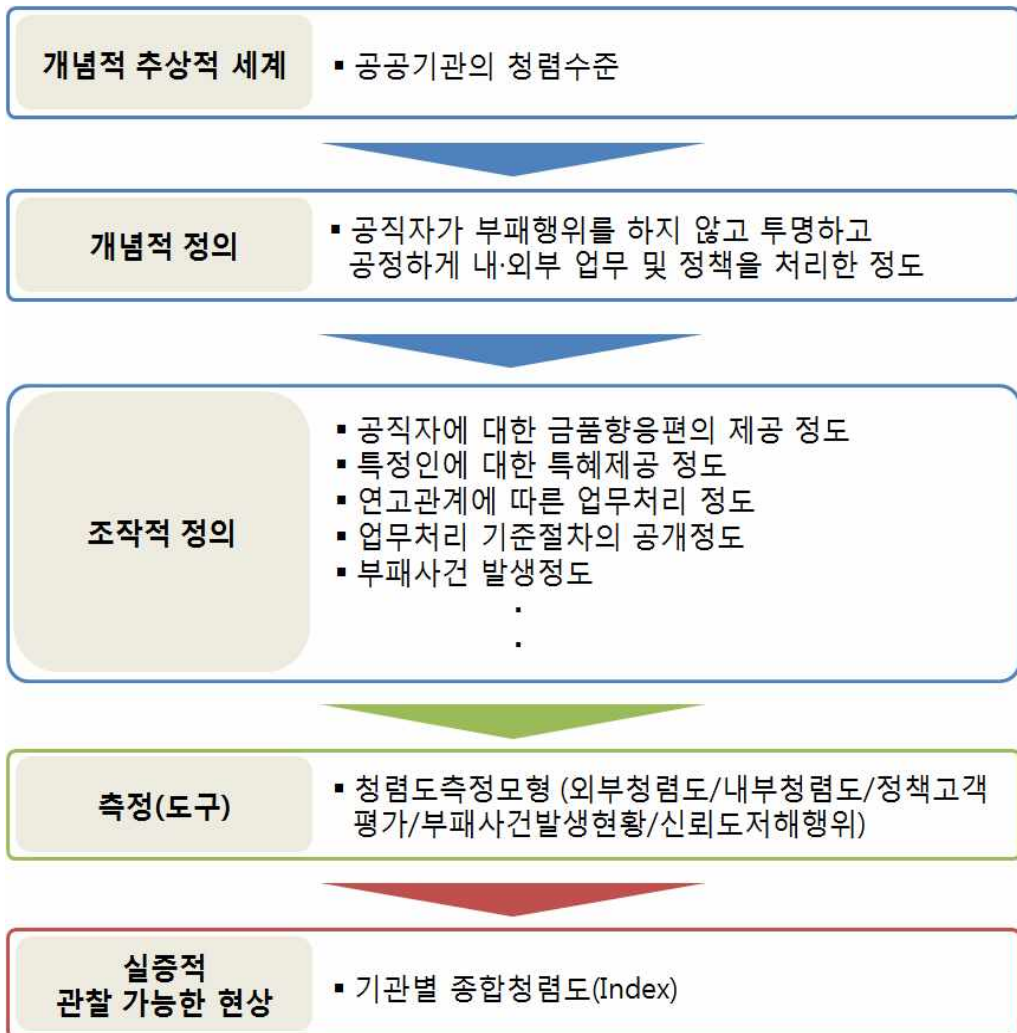 개념적 추상적 세계
▪ 공공기관의 청렴수준
개념적 정의
▪ 공직자가 부패행위를 하지 않고 투명하고
공정하게 내·외부 업무 및 정책을 처리한 정도
조작적 정의
▪ 공직자에 대한 금품향응편의 제공 정도
▪ 특정인에 대한 특혜제공 정도
▪ 연고관계에 따른 업무처리 정도
▪ 업무처리 기준절차의 공개정도
▪ 부패사건 발생정도
.
.
측정(도구)
▪ 청렴도측정모형 (외부청렴도/내부청렴도/정책고객
평가/부패사건발생현황/신뢰도저해행위)
실증적
관찰 가능한 현상
▪ 기관별 종합청렴도(Index)